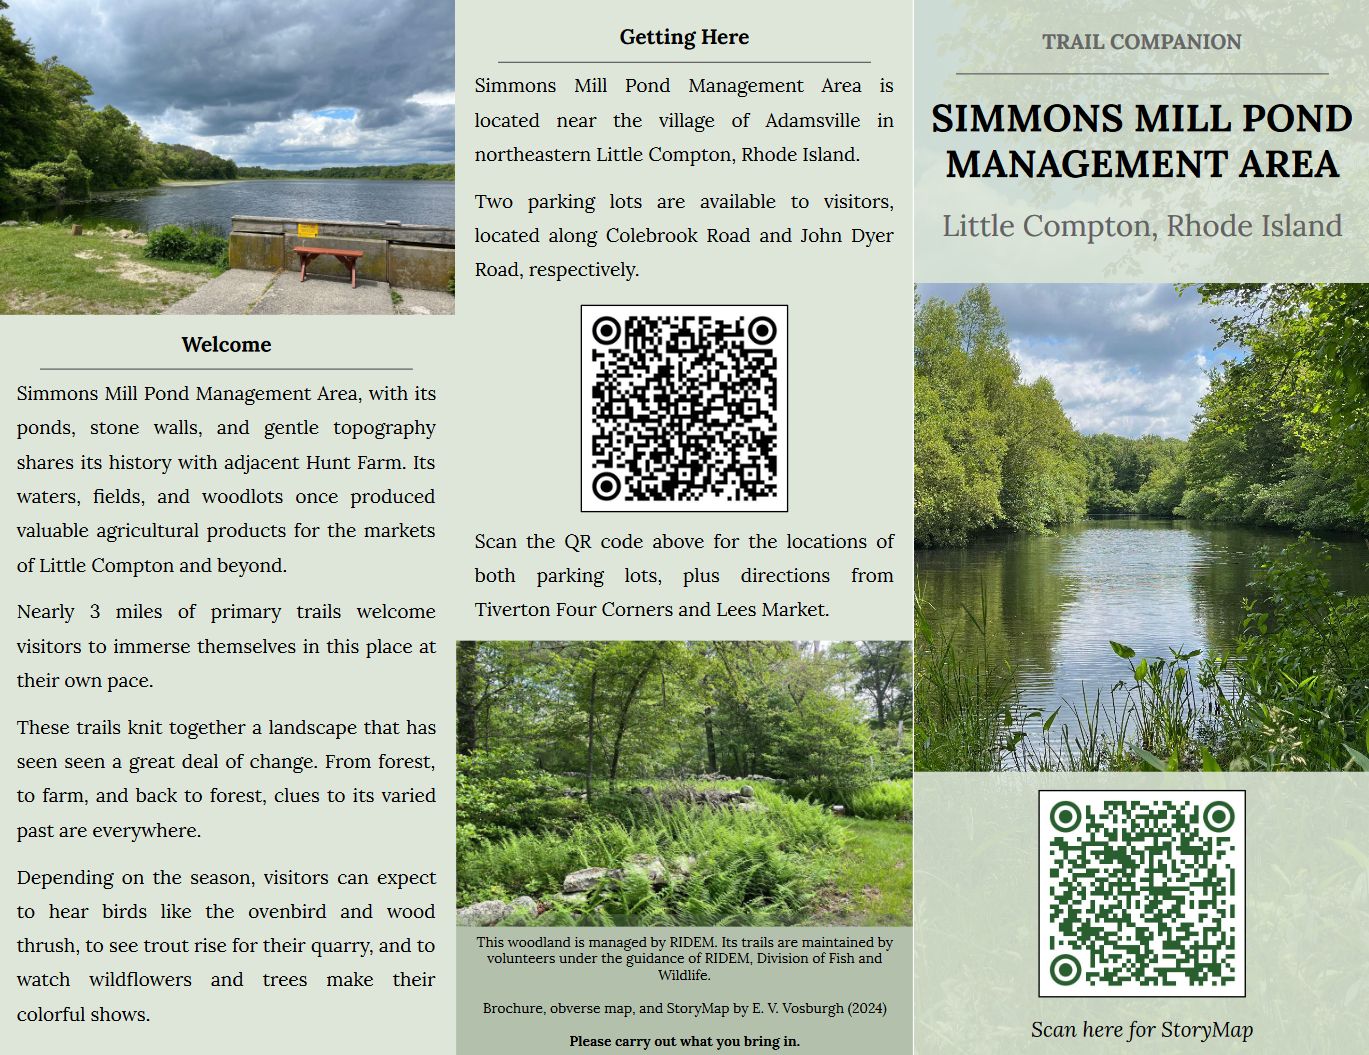 Welcome
Simmons Mill Pond Management Area, with its
ponds, stone walls, and gentle topography
shares its history with adjacent Hunt Farm. Its
waters, fields, and woodlots once produced
valuable agricultural products for the markets
of Little Compton and beyond.
Nearly 3 miles of primary trails welcome
visitors to immerse themselves in this place at
their own pace.
These trails knit together a landscape that has
seen seen a great deal of change. From forest,
to farm, and back to forest, clues to its varied
past are everywhere.
Depending on the season, visitors can expect
to hear birds like the ovenbird and wood
thrush, to see trout rise for their quarry, and to
watch wildflowers and trees make their
colorful shows.
Getting Here
Simmons Mill Pond Management Area is
located near the village of Adamsville in
northeastern Little Compton, Rhode Island.
Two parking lots are available to visitors,
located along Colebrook Road and John Dyer
Road, respectively.
Scan the QR code above for the locations of
both parking lots, plus directions from
Tiverton Four Corners and Lees Market.
This woodland is managed by RIDEM. Its trails are maintained by
volunteers under the guidance of RIDEM, Division of Fish and
Wildlife.
Brochure, obverse map, and StoryMap by E. V. Vosburgh (2024)
Please carry out what you bring in.
TRAIL COMPANION
SIMMONS MILL POND
MANAGEMENT AREA
Little Compton, Rhode Island
Scan here for StoryMap